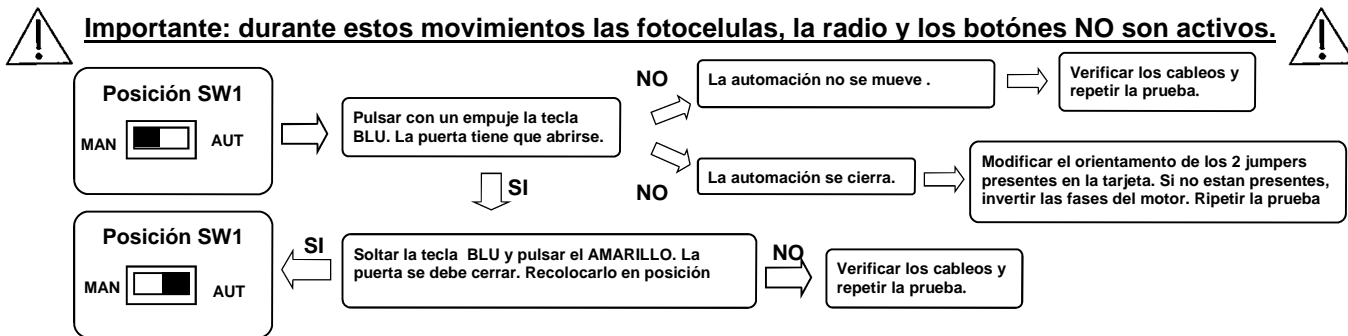 Importante: durante estos movimientos las fotocelulas, la radio y los botónes NO son activos.
Posición SW1
MAN
AUT
Pulsar con un empuje la tecla
BLU. La puerta tiene que abrirse.
NO
La automación no se mueve .
Verificar los cableos y
repetir la prueba.
NO
La automación se cierra.
Modificar el orientamento de los 2 jumpers
presentes en la tarjeta. Si no estan presentes,
invertir las fases del motor. Ripetir la prueba
SI
Posición SW1
MAN
AUT
SI
Soltar la tecla BLU y pulsar el AMARILLO. La
puerta se debe cerrar. Recolocarlo en posición
NO
Verificar los cableos y
repetir la prueba.